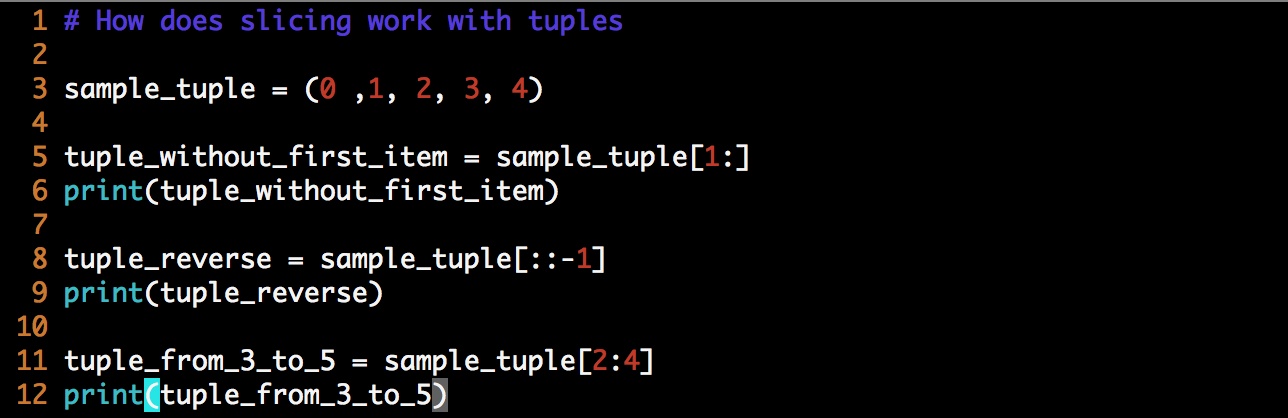 1 # How does slicing work with tuples
2
3 sample_tuple = (0 ,1, 2, 3, 4)
4
5 tuple_without_first_item = sample_tuple[1:]
6 print(tuple_without_first_item)
7
8 tuple_reverse = sample_tuple[::-1]
9 print(tuple_reverse)
10
11 tuple_from_3_to_5 = sample_tuple[2:4]
12 print(tuple_from_3_to_5)